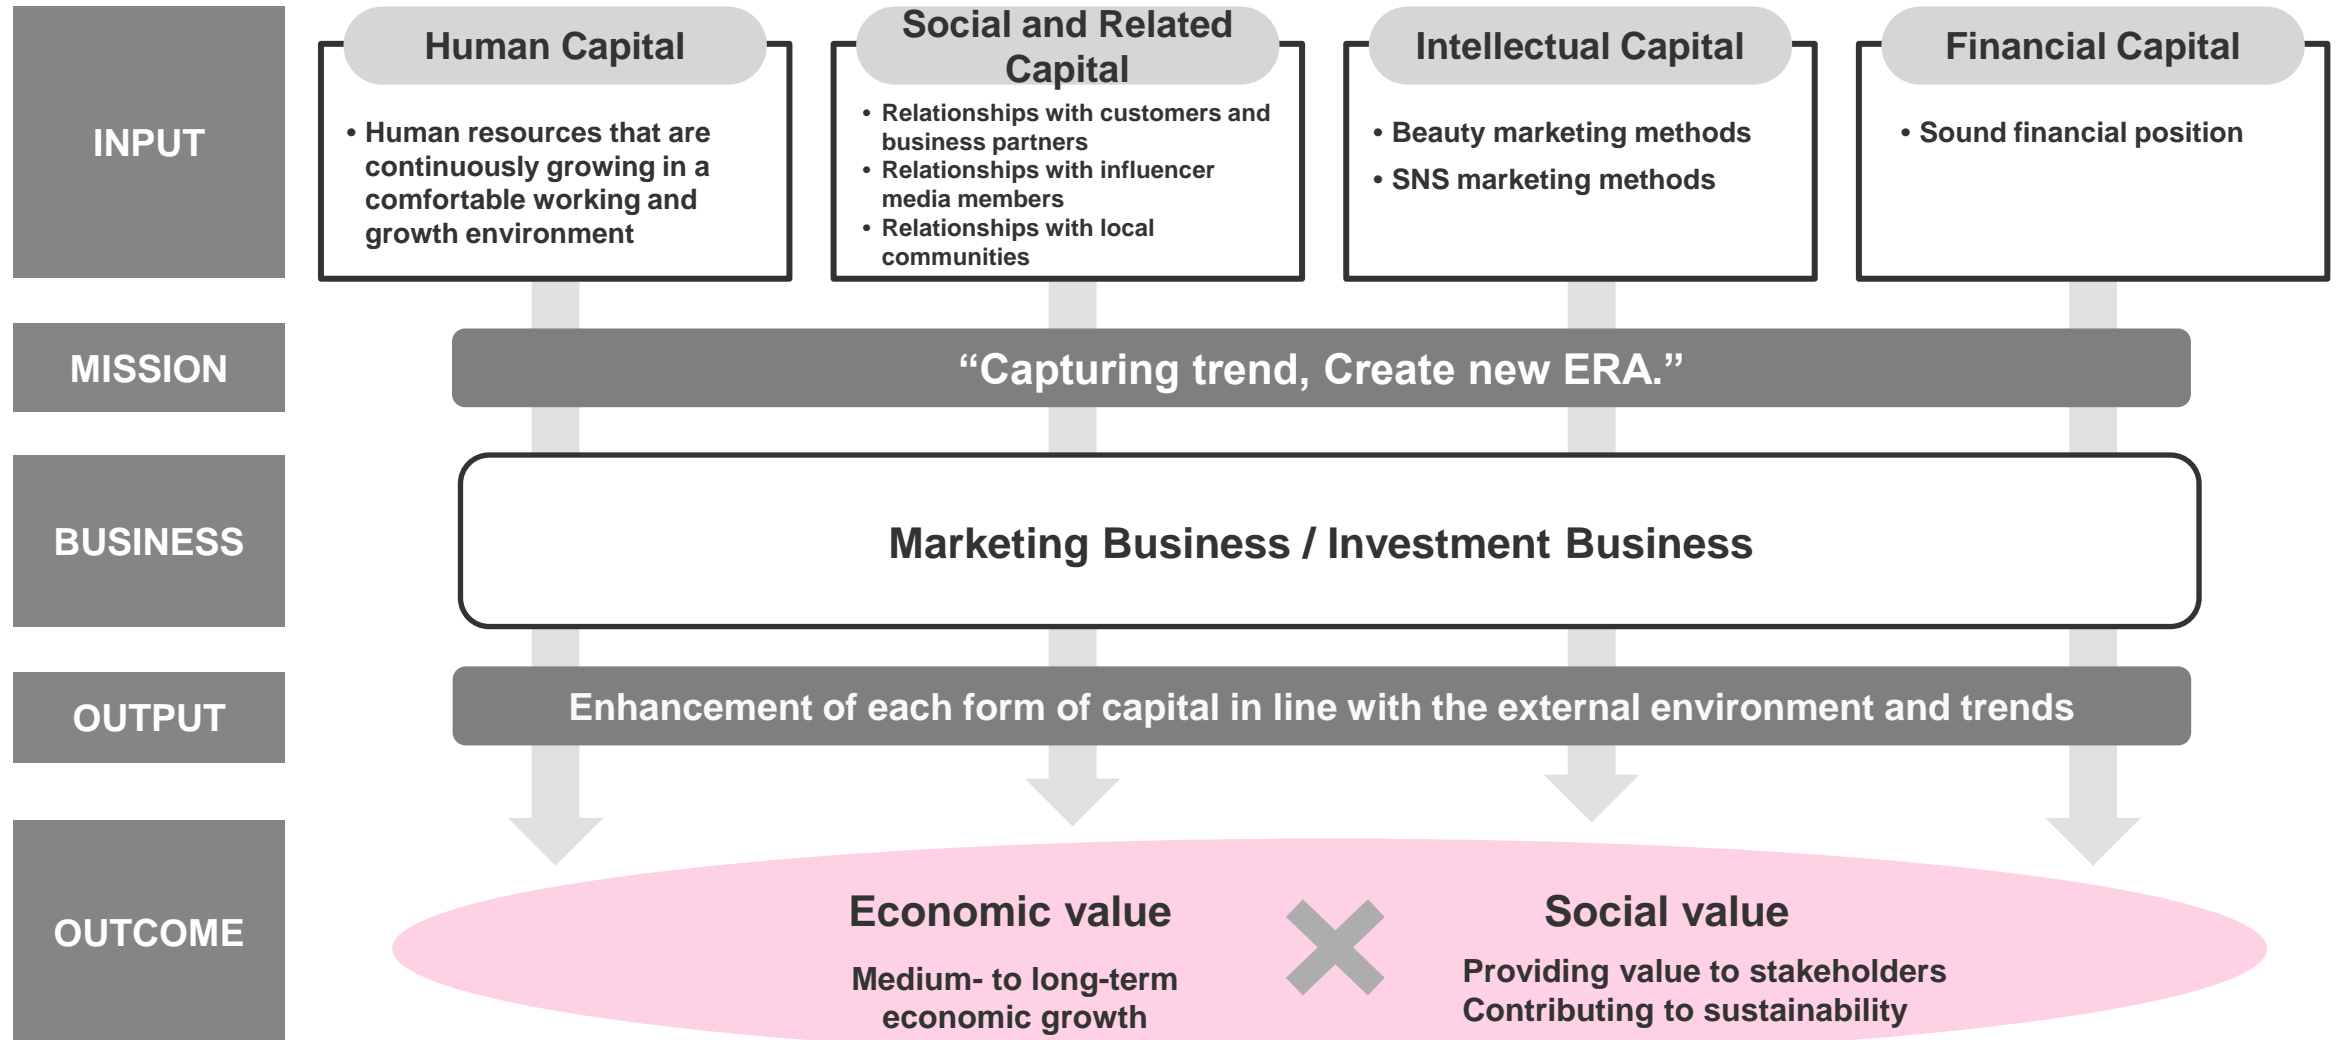 INPUT
Human Capital
• Human resources that are
continuously growing in a
comfortable working and
growth environment
Social and Related
Capital
• Relationships with customers and
business partners
• Relationships with influencer
media members
• Relationships with local
communities
Intellectual Capital
• Beauty marketing methods
• SNS marketing methods
Financial Capital
• Sound financial position
MISSION
“Capturing trend, Create new ERA.”
BUSINESS
Marketing Business / Investment Business
OUTPUT
Enhancement of each form of capital in line with the external environment and trends
OUTCOME
Economic value
Medium- to long-term
economic growth
Social value
Providing value to stakeholders
Contributing to sustainability